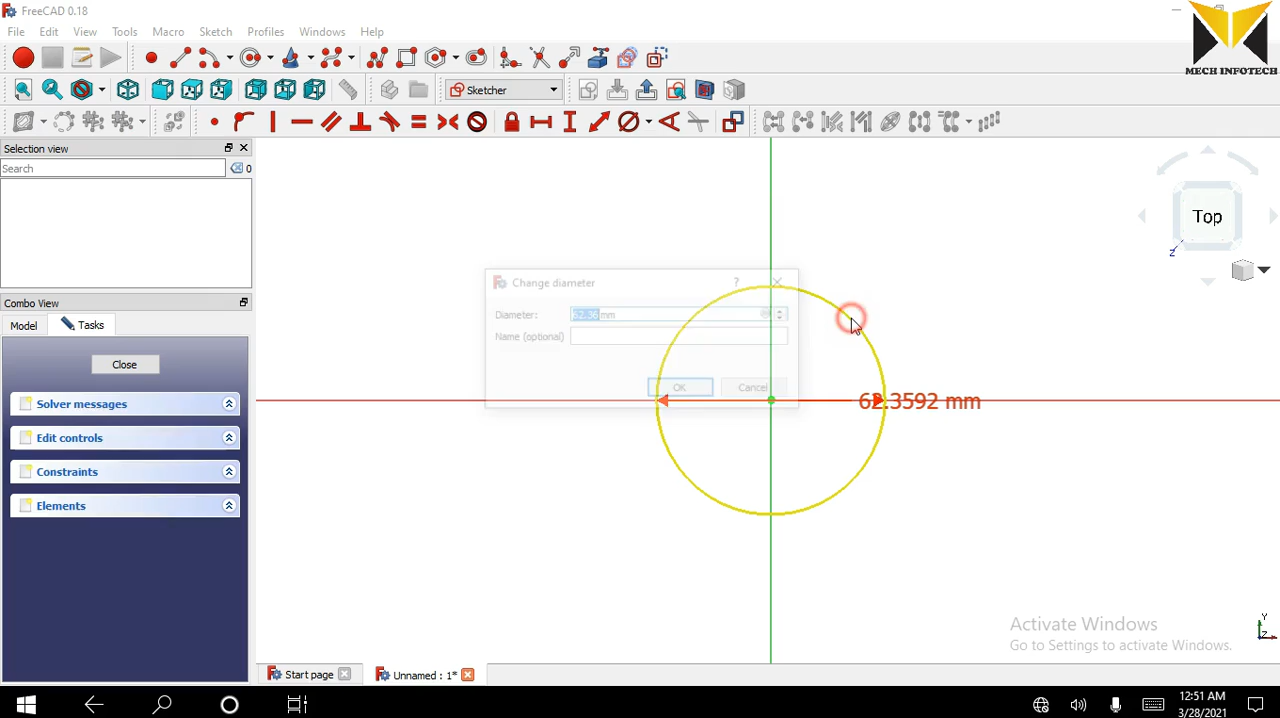 FreeCAD 0.18
File Edit View Tools Macro Sketch Profiles Windows Help
MECH INFOTECH
Sketcher
Selection view
Search
0
Combo View
Model Tasks
Close
Solver messages
Edit controls
Constraints
Elements
Change diameter ?
Diameter: 62.36 mm
Name (optional)
OK Cancel
62.3592 mm
Top
Z
Activate Windows
Go to Settings to activate Windows.
Y
Z
Start page Unnamed : 1*
12:51 AM
3/28/2021